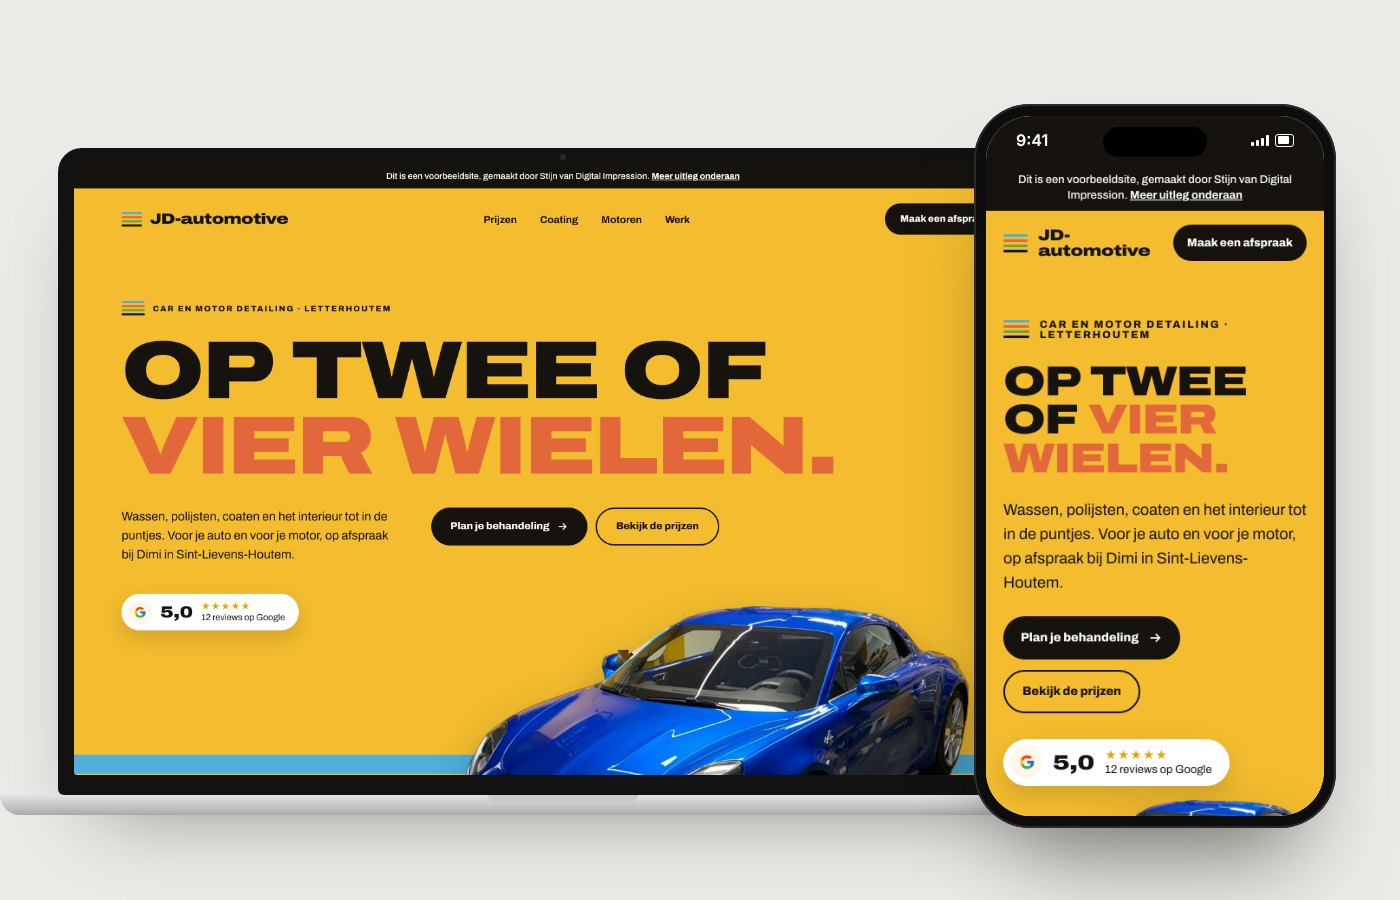 Dit is een voorbeeldsite, gemaakt door Stijn van Digital Impression. Meer uitleg onderaan
JD-automotive
Prijzen
Coating
Motoren
Werk
Maak een afspra
CAR EN MOTOR DETAILING · LETTERHOUTEM
OP TWEE OF
VIER WIELEN.
Wassen, polijsten, coaten en het interieur tot in de
puntjes. Voor je auto en voor je motor, op afspraak
bij Dimi in Sint-Lievens-Houtem.
Plan je behandeling →
Bekijk de prijzen
5,0
★★★★★
12 reviews op Google
9:41
Dit is een voorbeeldsite, gemaakt door Stijn van Digital
Impression. Meer uitleg onderaan
JD-
automotive
Maak een afspraak
CAR EN MOTOR DETAILING ·
LETTERHOUTEM
OP TWEE
OF VIER
WIELEN.
Wassen, polijsten, coaten en het interieur tot
in de puntjes. Voor je auto en voor je motor,
op afspraak bij Dimi in Sint-Lievens-
Houtem.
Plan je behandeling →
Bekijk de prijzen
5,0
★★★★★
12 reviews op Google